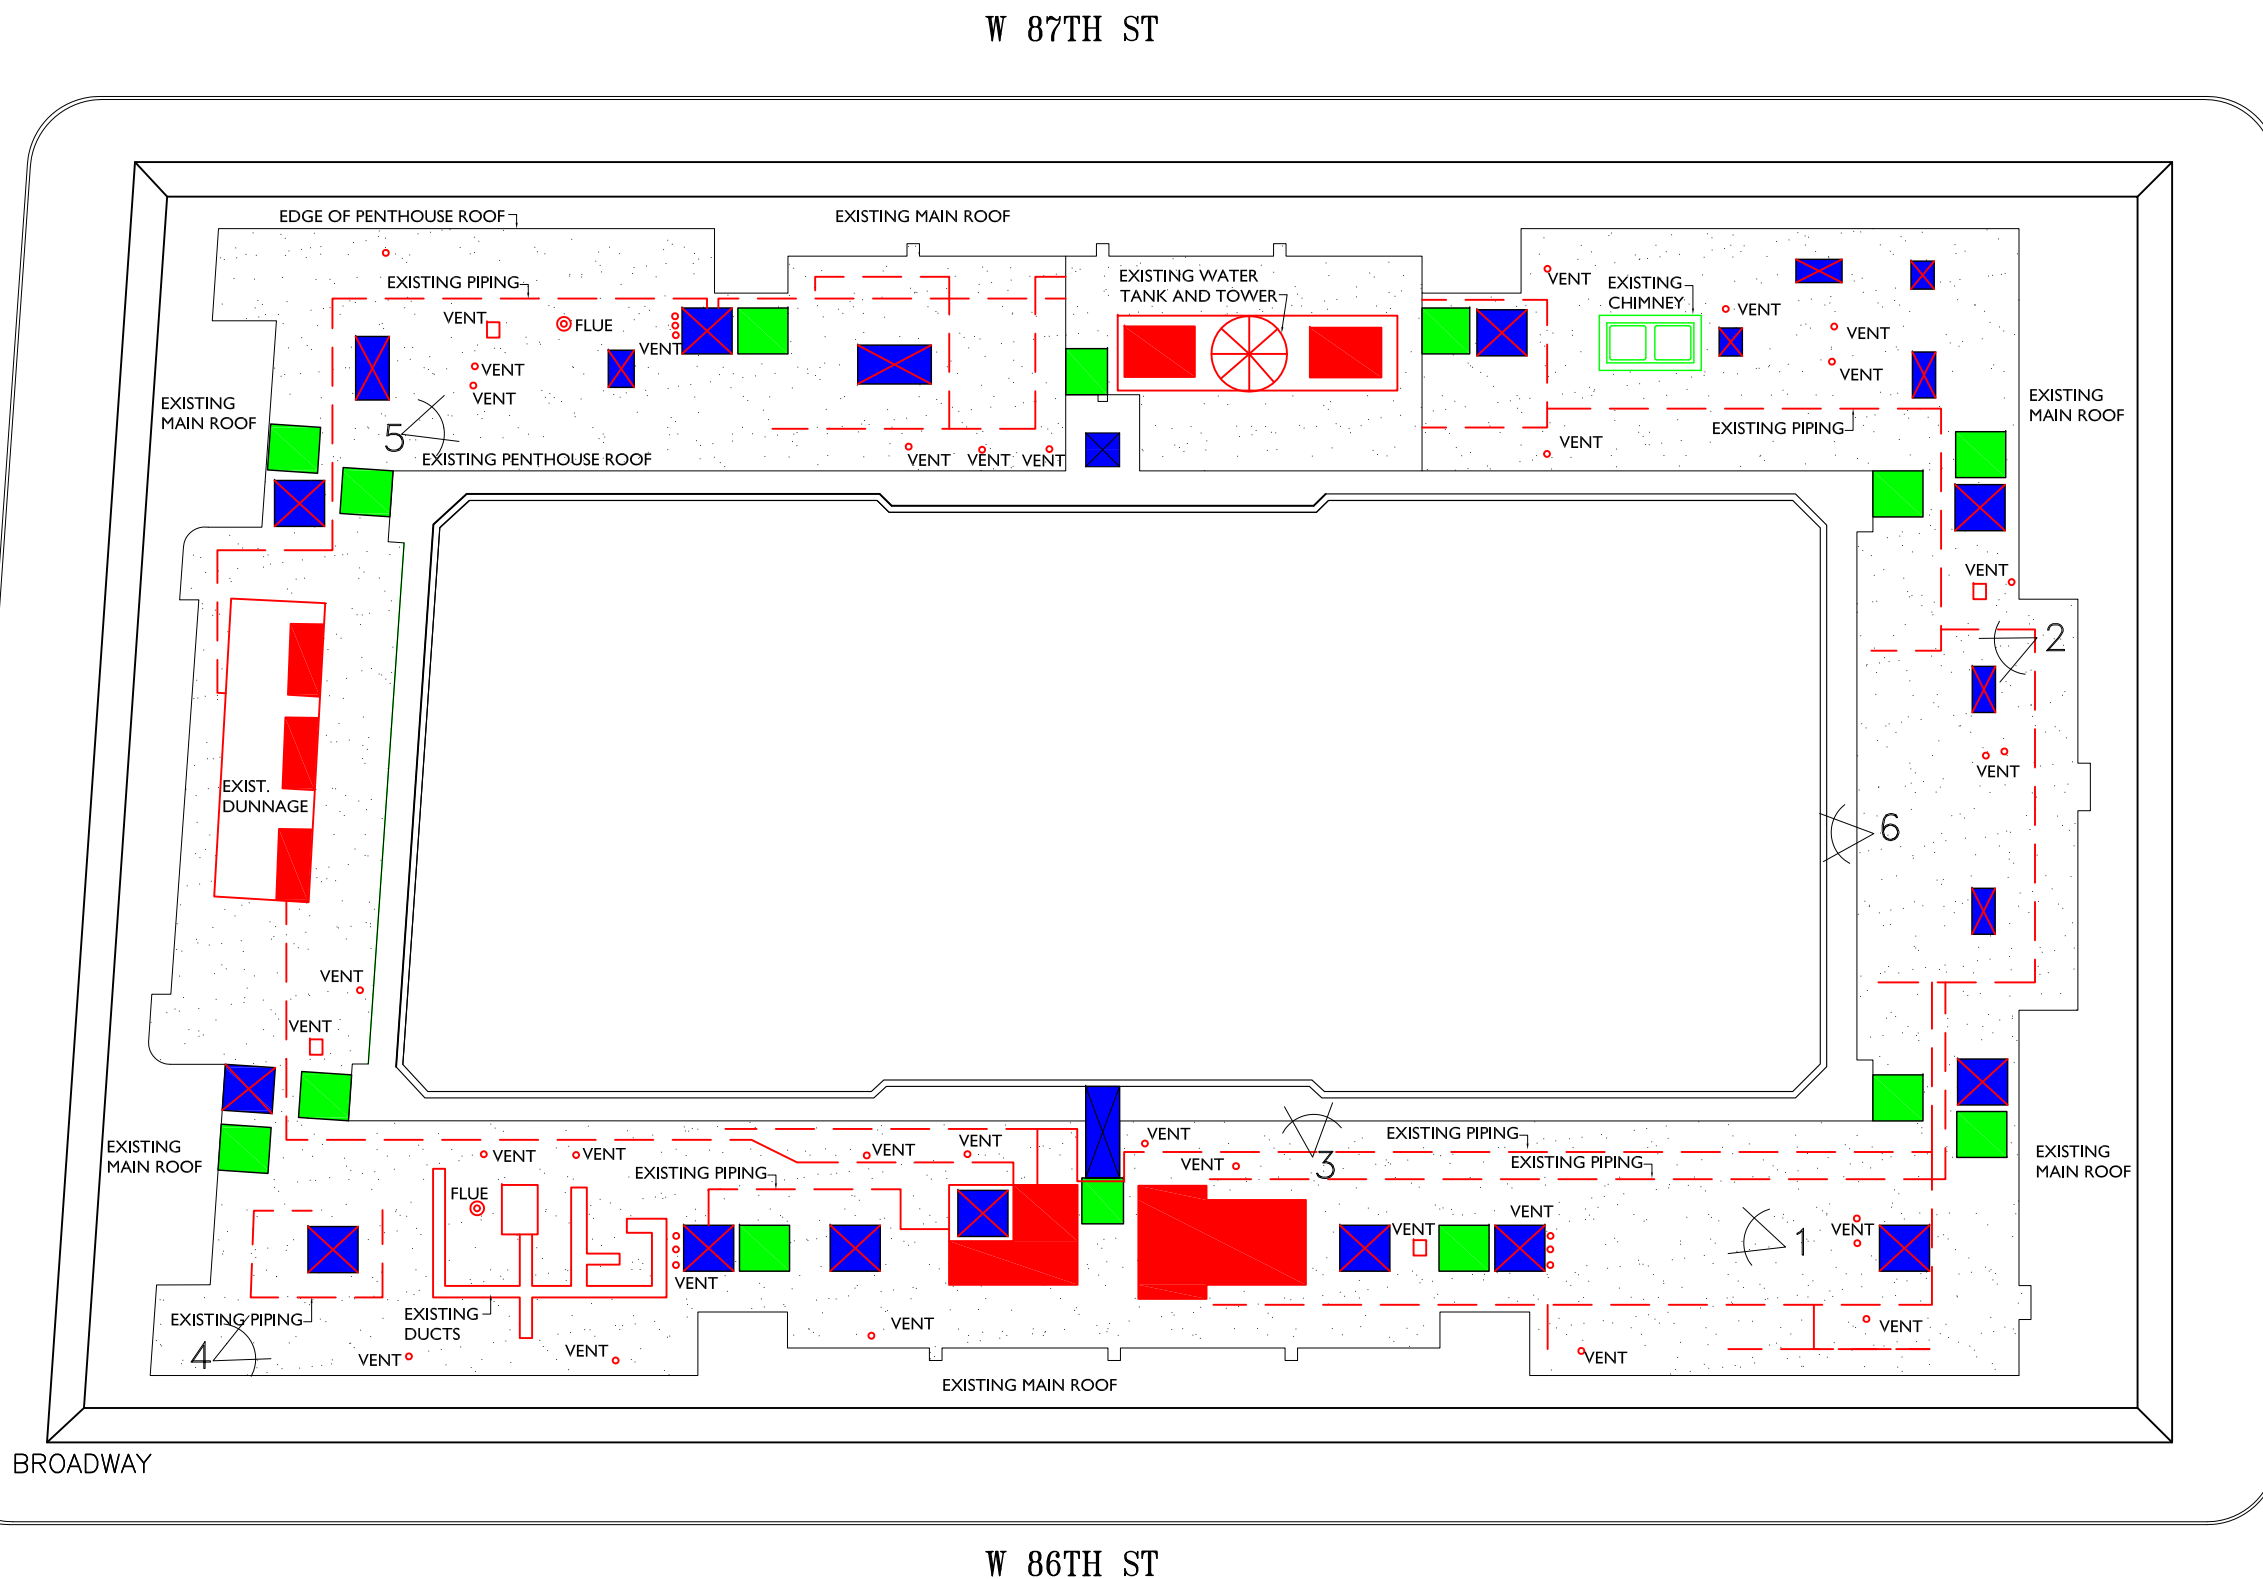 W 87TH ST
EDGE OF PENTHOUSE ROOF
EXISTING MAIN ROOF
EXISTING PIPING
EXISTING WATER
TANK AND TOWER
VENT
EXISTING
CHIMNEY
VENT
FLUE
VENT
VENT
VENT
VENT
VENT
VENT
VENT
EXISTING
MAIN ROOF
EXISTING
MAIN ROOF
5
EXISTING PIPING
EXISTING PENTHOUSE ROOF
VENT
VENT
VENT
VENT
VENT
2
VENT
EXIST.
DUNNAGE
6
VENT
VENT
EXISTING
MAIN ROOF
VENT
VENT
VENT
VENT
VENT
EXISTING PIPING
3
VENT
EXISTING PIPING
EXISTING PIPING
EXISTING
MAIN ROOF
FLUE
VENT
VENT
VENT
1
VENT
EXISTING PIPING
EXISTING
DUCTS
4
VENT
VENT
VENT
VENT
VENT
EXISTING MAIN ROOF
BROADWAY
W 86TH ST